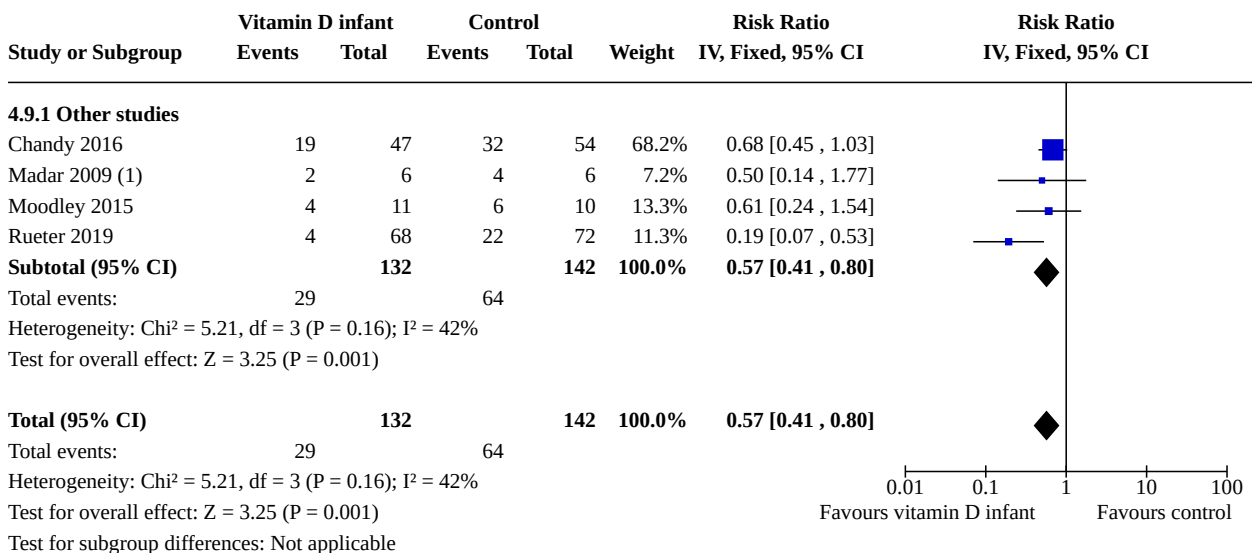 Vitamin D infant Control Risk Ratio Risk Ratio
Study or Subgroup Events Total Events Total Weight IV, Fixed, 95% CI IV, Fixed, 95% CI
4.9.1 Other studies
Chandy 2016 19 47 32 54 68.2% 0.68 [0.45 , 1.03]
Madar 2009 (1) 2 6 4 6 7.2% 0.50 [0.14 , 1.77]
Moodley 2015 4 11 6 10 13.3% 0.61 [0.24 , 1.54]
Rueter 2019 4 68 22 72 11.3% 0.19 [0.07 , 0.53]
Subtotal (95% CI) 132 142 100.0% 0.57 [0.41 , 0.80]
Total events: 29 64
Heterogeneity: Chi² = 5.21, df = 3 (P = 0.16); I² = 42%
Test for overall effect: Z = 3.25 (P = 0.001)
Total (95% CI) 132 142 100.0% 0.57 [0.41 , 0.80]
Total events: 29 64
Heterogeneity: Chi² = 5.21, df = 3 (P = 0.16); I² = 42%
0.01 0.1 1 10 100
Test for overall effect: Z = 3.25 (P = 0.001)
Favours vitamin D infant Favours control
Test for subgroup differences: Not applicable